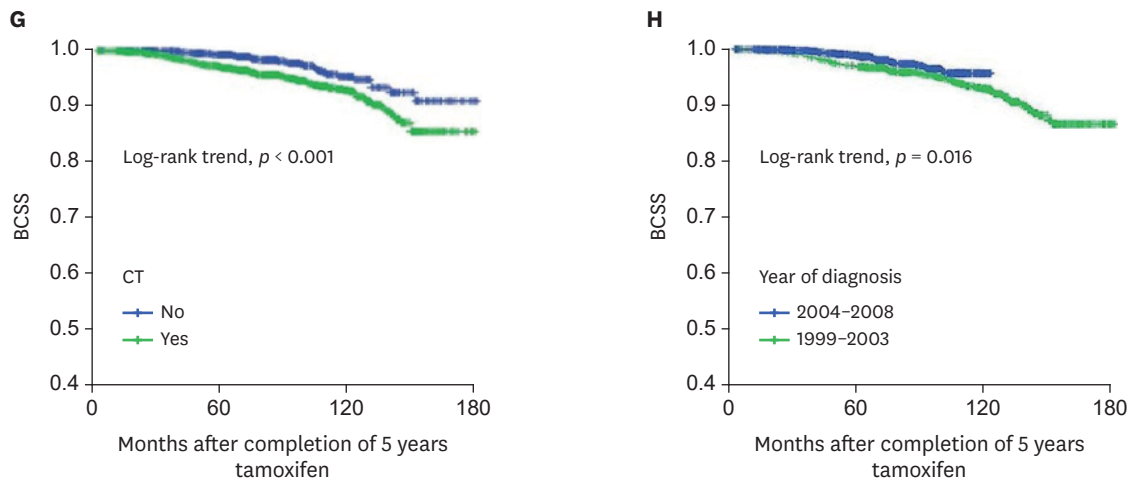 G
1.0
0.9
0.8
0.7
0.6
0.5
0.4
BCSS
Log-rank trend, p < 0.001
CT
No
Yes
0 60 120 180
Months after completion of 5 years
tamoxifen
H
1.0
0.9
0.8
0.7
0.6
0.5
0.4
BCSS
Log-rank trend, p = 0.016
Year of diagnosis
2004–2008
1999–2003
0 60 120 180
Months after completion of 5 years
tamoxifen